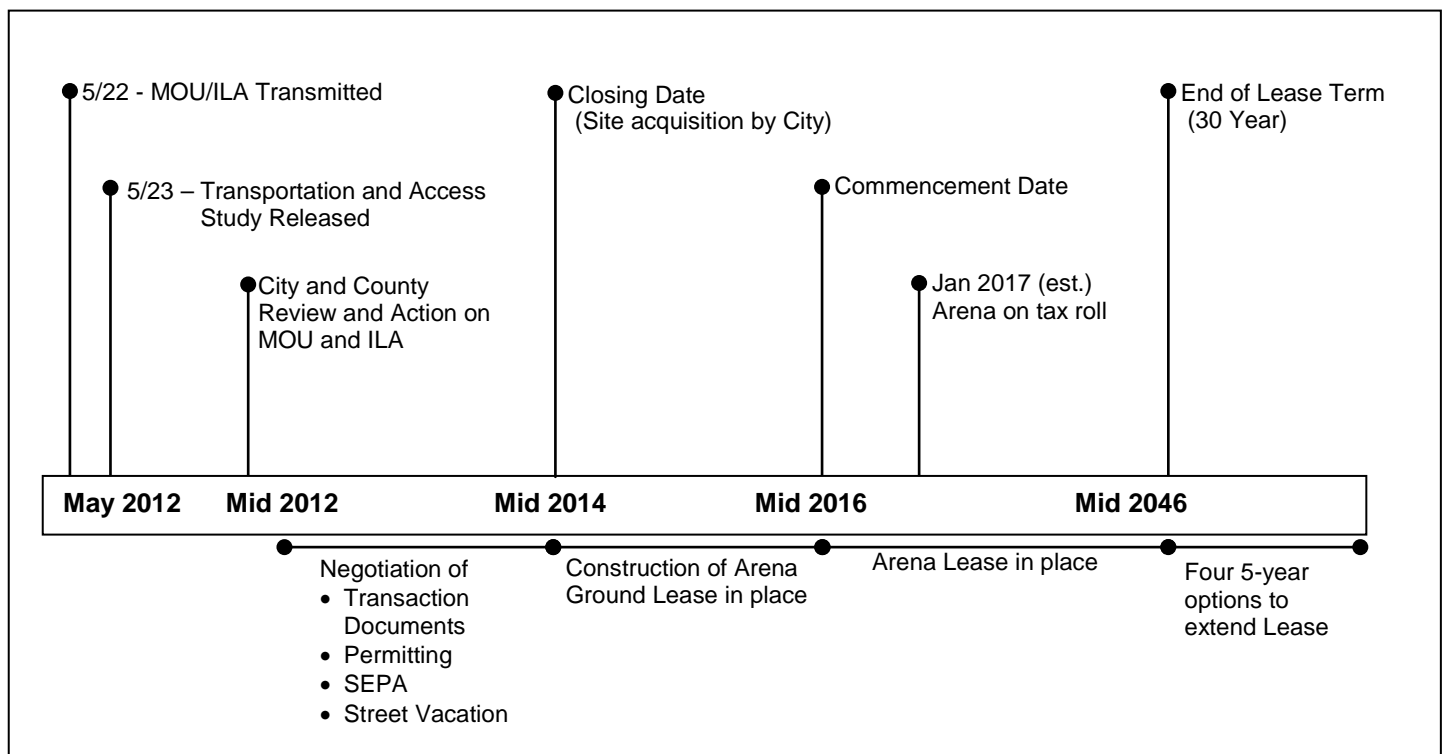 5/22 - MOU/ILA Transmitted
Closing Date
(Site acquisition by City)
End of Lease Term
(30 Year)
5/23 – Transportation and Access
Study Released
Commencement Date
City and County
Review and Action on
MOU and ILA
Jan 2017 (est.)
Arena on tax roll
May 2012
Mid 2012
Mid 2014
Mid 2016
Mid 2046
Negotiation of
• Transaction
Documents
• Permitting
• SEPA
• Street Vacation
Construction of Arena
Ground Lease in place
Arena Lease in place
Four 5-year
options to
extend Lease